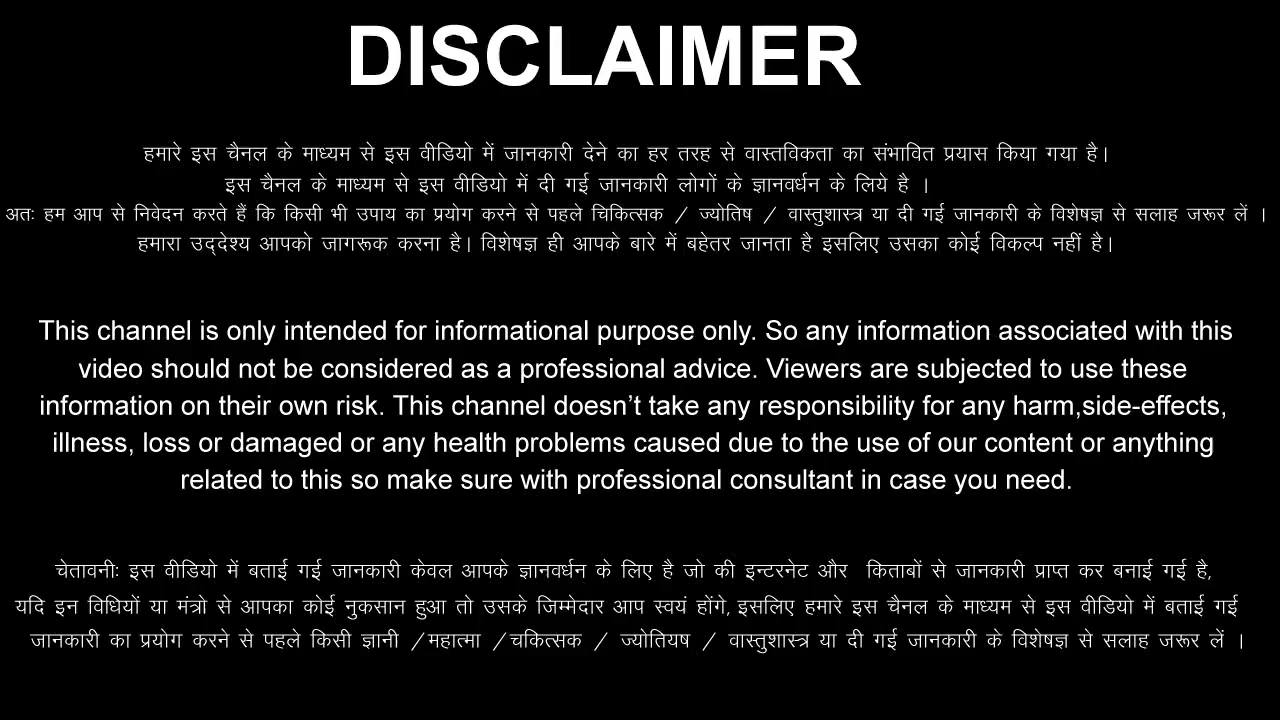 DISCLAIMER
हमारे इस चैनल के माध्यम से इस वीडियो में जानकारी देने का हर तरह से वास्तविकता का संभावित प्रयास किया गया है।
इस चैनल के माध्यम से इस वीडियो में दी गई जानकारी लोगों के ज्ञानवर्धन के लिये है ।
अतः हम आप से निवेदन करते हैं कि किसी भी उपाय का प्रयोग करने से पहले चिकित्सक / ज्योतिष / वास्तुशास्त्र या दी गई जानकारी के विशेषज्ञ से सलाह जरूर लें ।
हमारा उद्देश्य आपको जागरूक करना है। विशेषज्ञ ही आपके बारे में बहेतर जानता है इसलिए उसका कोई विकल्प नहीं है।
This channel is only intended for informational purpose only. So any information associated with this
video should not be considered as a professional advice. Viewers are subjected to use these
information on their own risk. This channel doesn’t take any responsibility for any harm,side-effects,
illness, loss or damaged or any health problems caused due to the use of our content or anything
related to this so make sure with professional consultant in case you need.
चेतावनीः इस वीडियो में बताई गई जानकारी केवल आपके ज्ञानवर्धन के लिए है जो की इन्टरनेट और किताबों से जानकारी प्राप्त कर बनाई गई है,
यदि इन विधियों या मंत्रो से आपका कोई नुकसान हुआ तो उसके जिम्मेदार आप स्वयं होंगे, इसलिए हमारे इस चैनल के माध्यम से इस वीडियो में बताई गई
जानकारी का प्रयोग करने से पहले किसी ज्ञानी /महात्मा /चकित्सक / ज्योतियष / वास्तुशास्त्र या दी गई जानकारी के विशेषज्ञ से सलाह जरूर लें ।